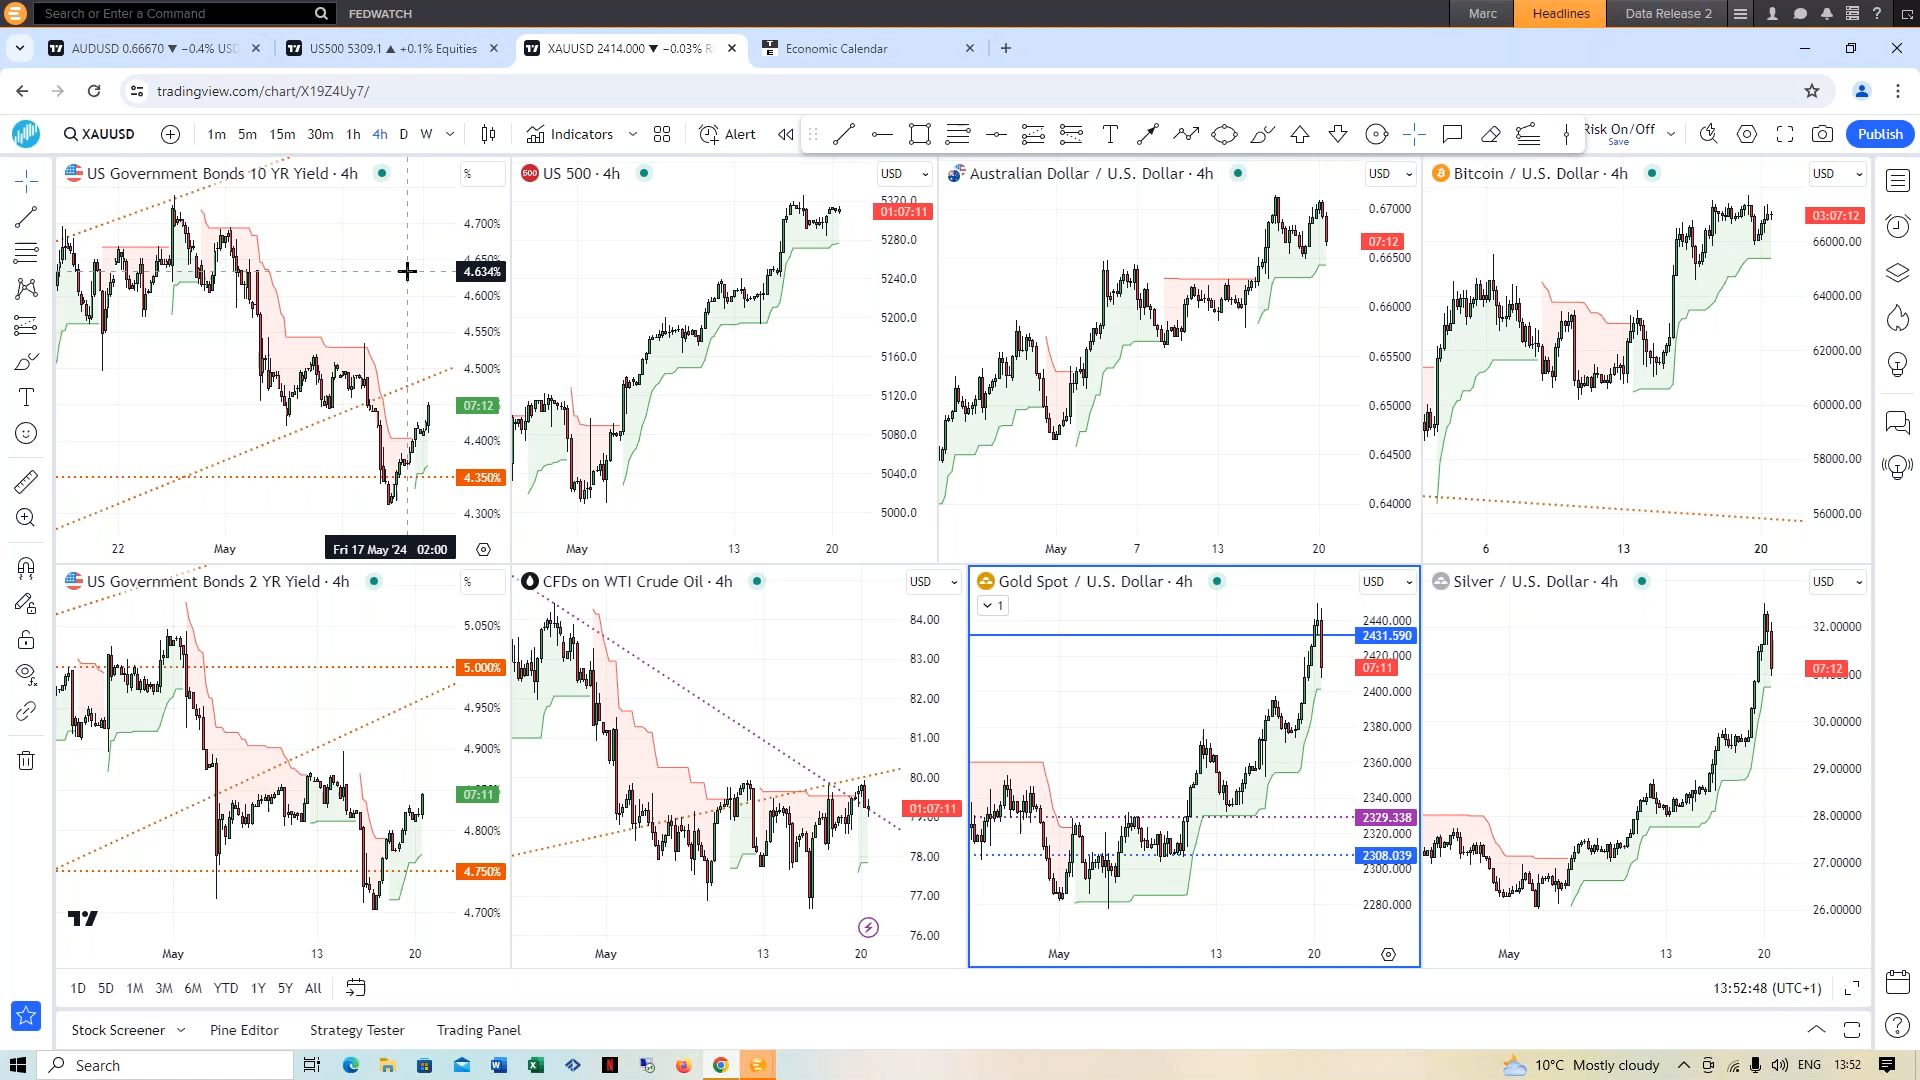 Search or Enter a Command
FEDWATCH
Marc
Headlines
Data Release 2
AUDUSD 0.66670 ▼ −0.4% USD
US500 5309.1 ▲ +0.1% Equities
XAUUSD 2414.000 ▼ −0.03% R
Economic Calendar
tradingview.com/chart/X19Z4Uy7/
XAUUSD
1m 5m 15m 30m 1h 4h D W
Indicators
Alert
Risk On/Off
Save
Publish
US Government Bonds 10 YR Yield · 4h
%
4.700%
4.650%
4.634%
4.600%
4.550%
4.500%
07:12
4.400%
4.350%
4.300%
22 May
Fri 17 May '24 02:00
US 500 · 4h
USD
5320.0
01:07:11
5280.0
5240.0
5200.0
5160.0
5120.0
5080.0
5040.0
5000.0
May 13 20
Australian Dollar / U.S. Dollar · 4h
USD
0.67000
07:12
0.66500
0.66000
0.65500
0.65000
0.64500
0.64000
May 7 13 20
Bitcoin / U.S. Dollar · 4h
USD
03:07:12
66000.00
64000.00
62000.00
60000.00
58000.00
56000.00
6 13 20
US Government Bonds 2 YR Yield · 4h
%
5.050%
5.000%
4.950%
4.900%
07:11
4.800%
4.750%
4.700%
May 13 20
CFDs on WTI Crude Oil · 4h
USD
84.00
83.00
82.00
81.00
80.00
01:07:11
79.00
78.00
77.00
76.00
May 13 20
Gold Spot / U.S. Dollar · 4h
USD
1
2440.000
2431.590
2420.000
07:11
2400.000
2380.000
2360.000
2340.000
2329.338
2320.000
2308.039
2300.000
2280.000
May 13 20
Silver / U.S. Dollar · 4h
USD
32.00000
07:12
30.00000
29.00000
28.00000
27.00000
26.00000
May 13 20
1D 5D 1M 3M 6M YTD 1Y 5Y All
13:52:48 (UTC+1)
Stock Screener
Pine Editor
Strategy Tester
Trading Panel
Search
10°C Mostly cloudy
ENG
13:52